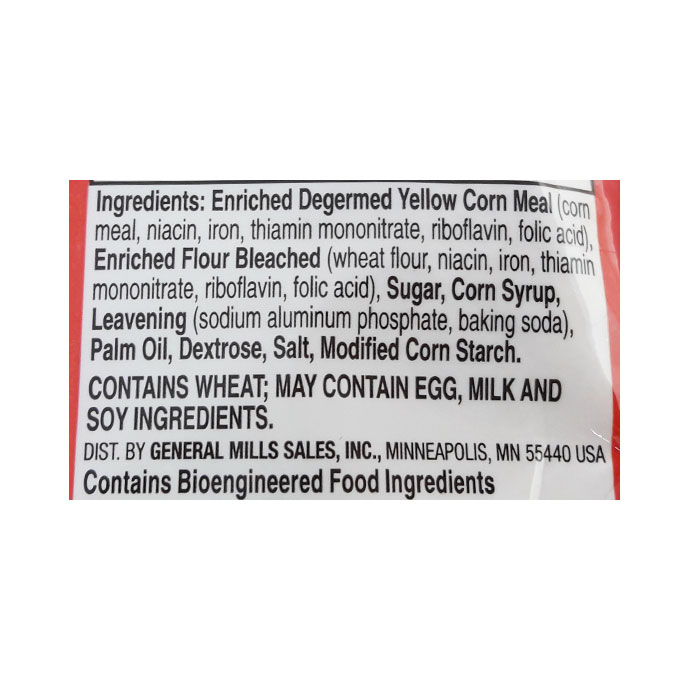 Ingredients: Enriched Degermed Yellow Corn Meal (corn
meal, niacin, iron, thiamin mononitrate, riboflavin, folic acid),
Enriched Flour Bleached (wheat flour, niacin, iron, thiamin
mononitrate, riboflavin, folic acid), Sugar, Corn Syrup,
Leavening (sodium aluminum phosphate, baking soda),
Palm Oil, Dextrose, Salt, Modified Corn Starch.
CONTAINS WHEAT; MAY CONTAIN EGG, MILK AND
SOY INGREDIENTS.
DIST. BY GENERAL MILLS SALES, INC., MINNEAPOLIS, MN 55440 USA
Contains Bioengineered Food Ingredients